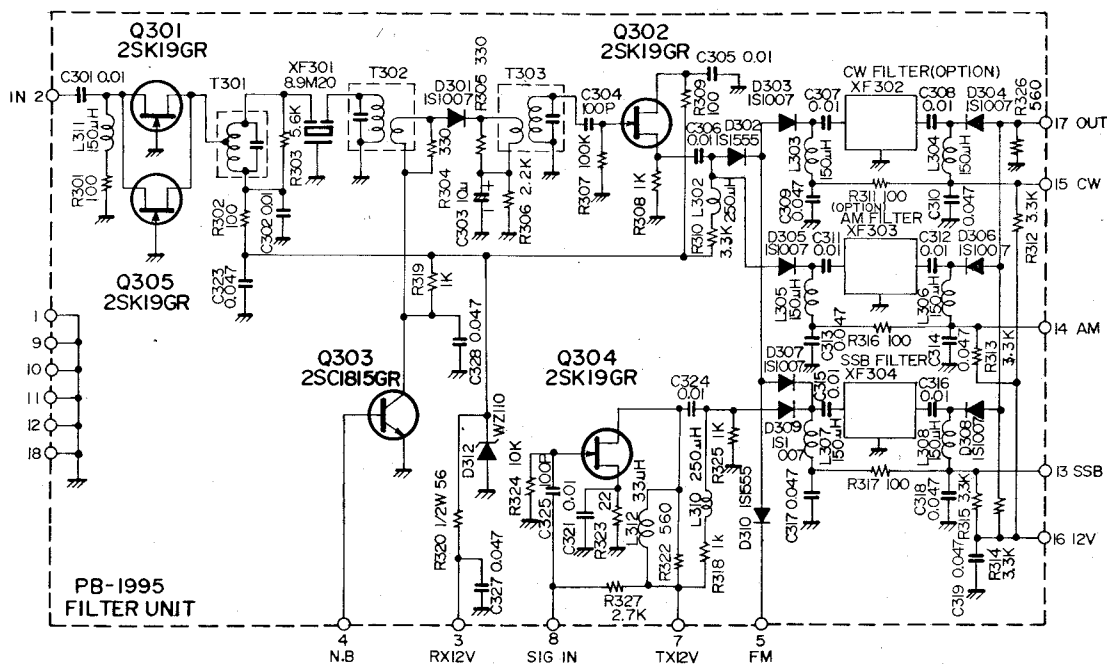 Q301
2SK19GR
Q302
2SK19GR
C305 0.01
C301 0.01
IN 2
L311
150μH
R301
100
T301
XF301
8.9M20
5.6K
R303
T302
D301
1S1007
R305 330
T303
C304
100P
R309
100
D303
1S1007
C307
0.01
CW FILTER(OPTION)
XF302
C308
0.01
D304
1S1007
R326
560
17 OUT
C306
0.01
D302
1S1555
L303
150μH
L304
150μH
15 CW
R302
100
C302 0.01
330
R304
C303 10μ
+
R306 2.2K
R307 100K
R308 1K
R310 L302
3.3K 250μH
C309
0.047
R311 100
(OPTION)
AM FILTER
XF303
C310
0.047
R312 3.3K
Q305
2SK19GR
C323
0.047
R319
1K
D305
1S1007
C311
0.01
C312
0.01
D306
1S1007
L305
150μH
L306
150μH
14 AM
1
9
10
11
12
18
C328 0.047
C313
0.047
R316 100
C314
0.047
R313
3.3K
Q303
2SC1815GR
Q304
2SK19GR
C324
0.01
D307
1S1007
C315
0.01
SSB FILTER
XF304
C316
0.01
WZ110
D312
D309
1S1
007
L307
150μH
L308
150μH
D308
1S1007
R324 10K
C325 100P
C321 0.01
R323 22
L312 33μH
R322 560
L310 250μH
R325 1K
R318 1k
D310 1S1555
C317 0.047
R317 100
C318
0.047
13 SSB
R315 3.3K
16 12V
R320 1/2W 56
C327 0.047
R327
2.7K
C319 0.047
R314
3.3K
PB-1995
FILTER UNIT
4
N.B
3
RX12V
8
SIG IN
7
TX12V
5
FM